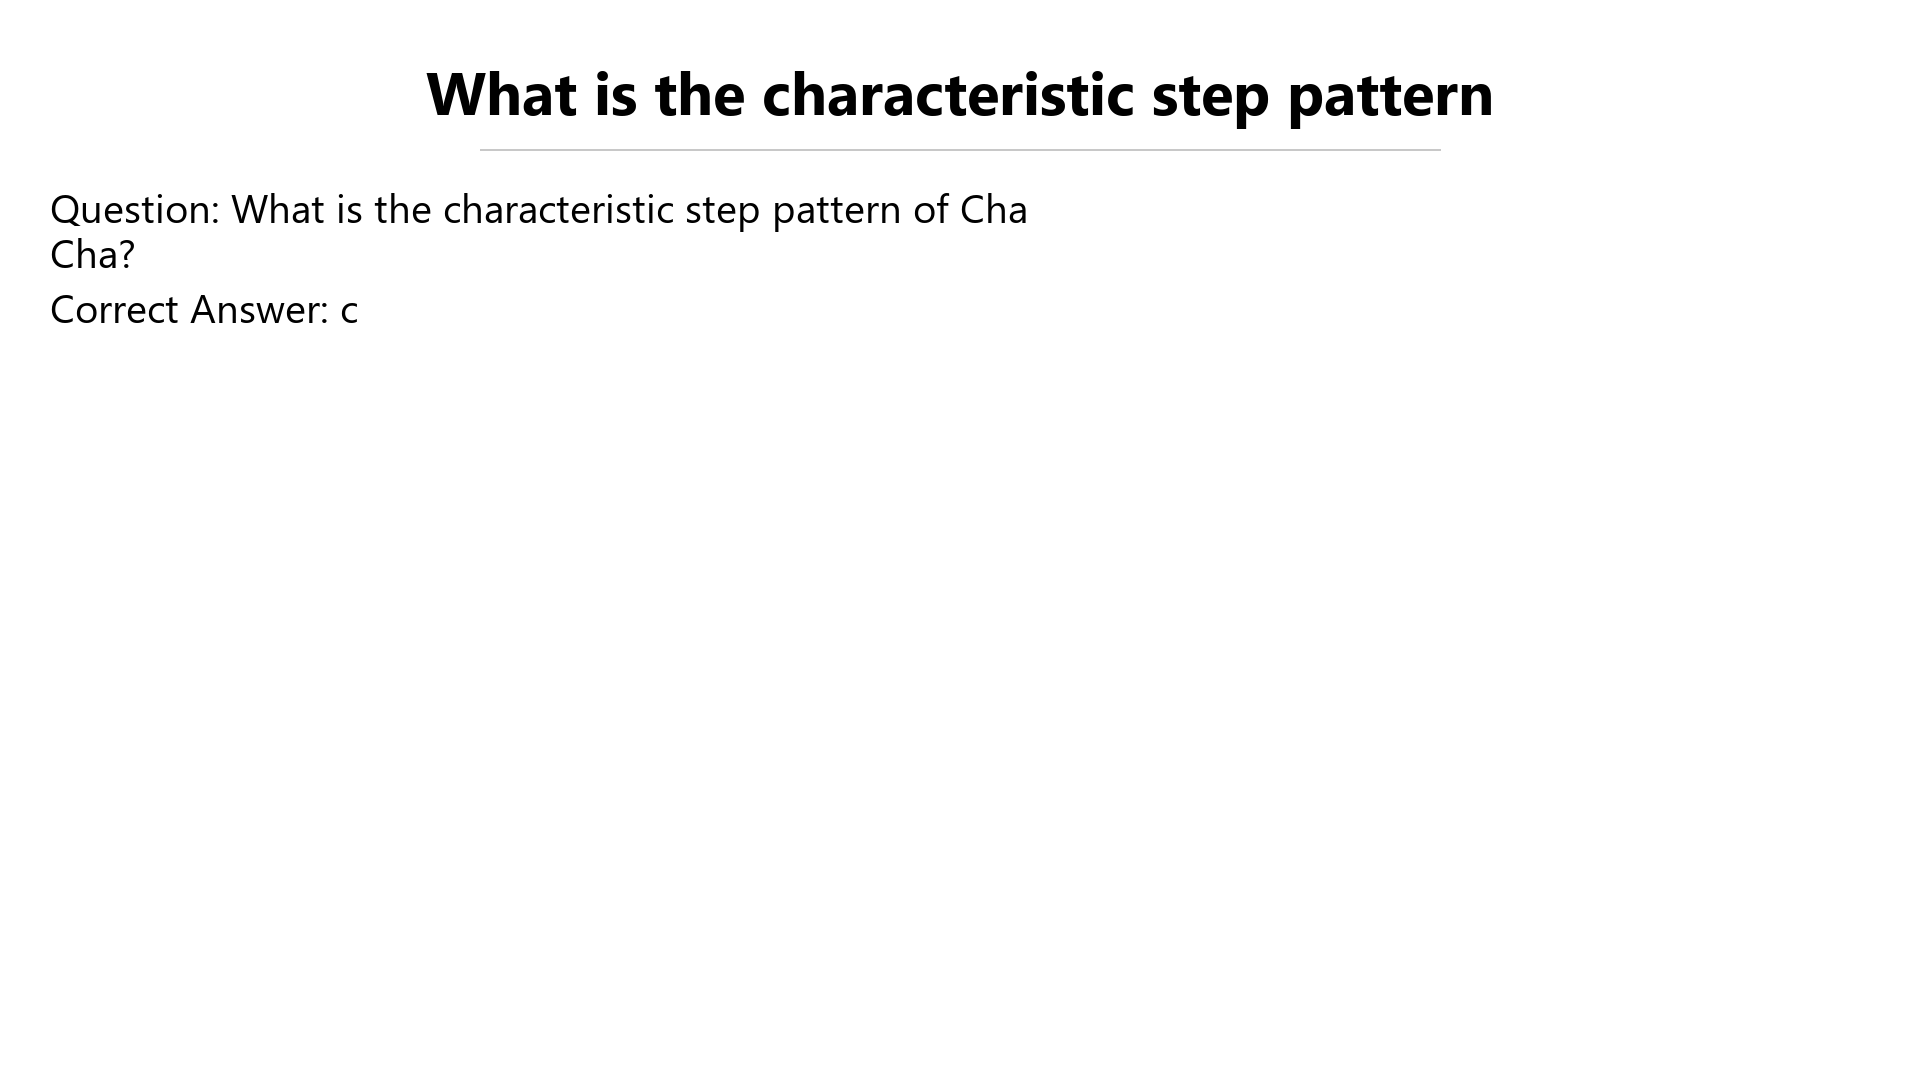 What is the characteristic step pattern
Question: What is the characteristic step pattern of Cha
Cha?
Correct Answer: c